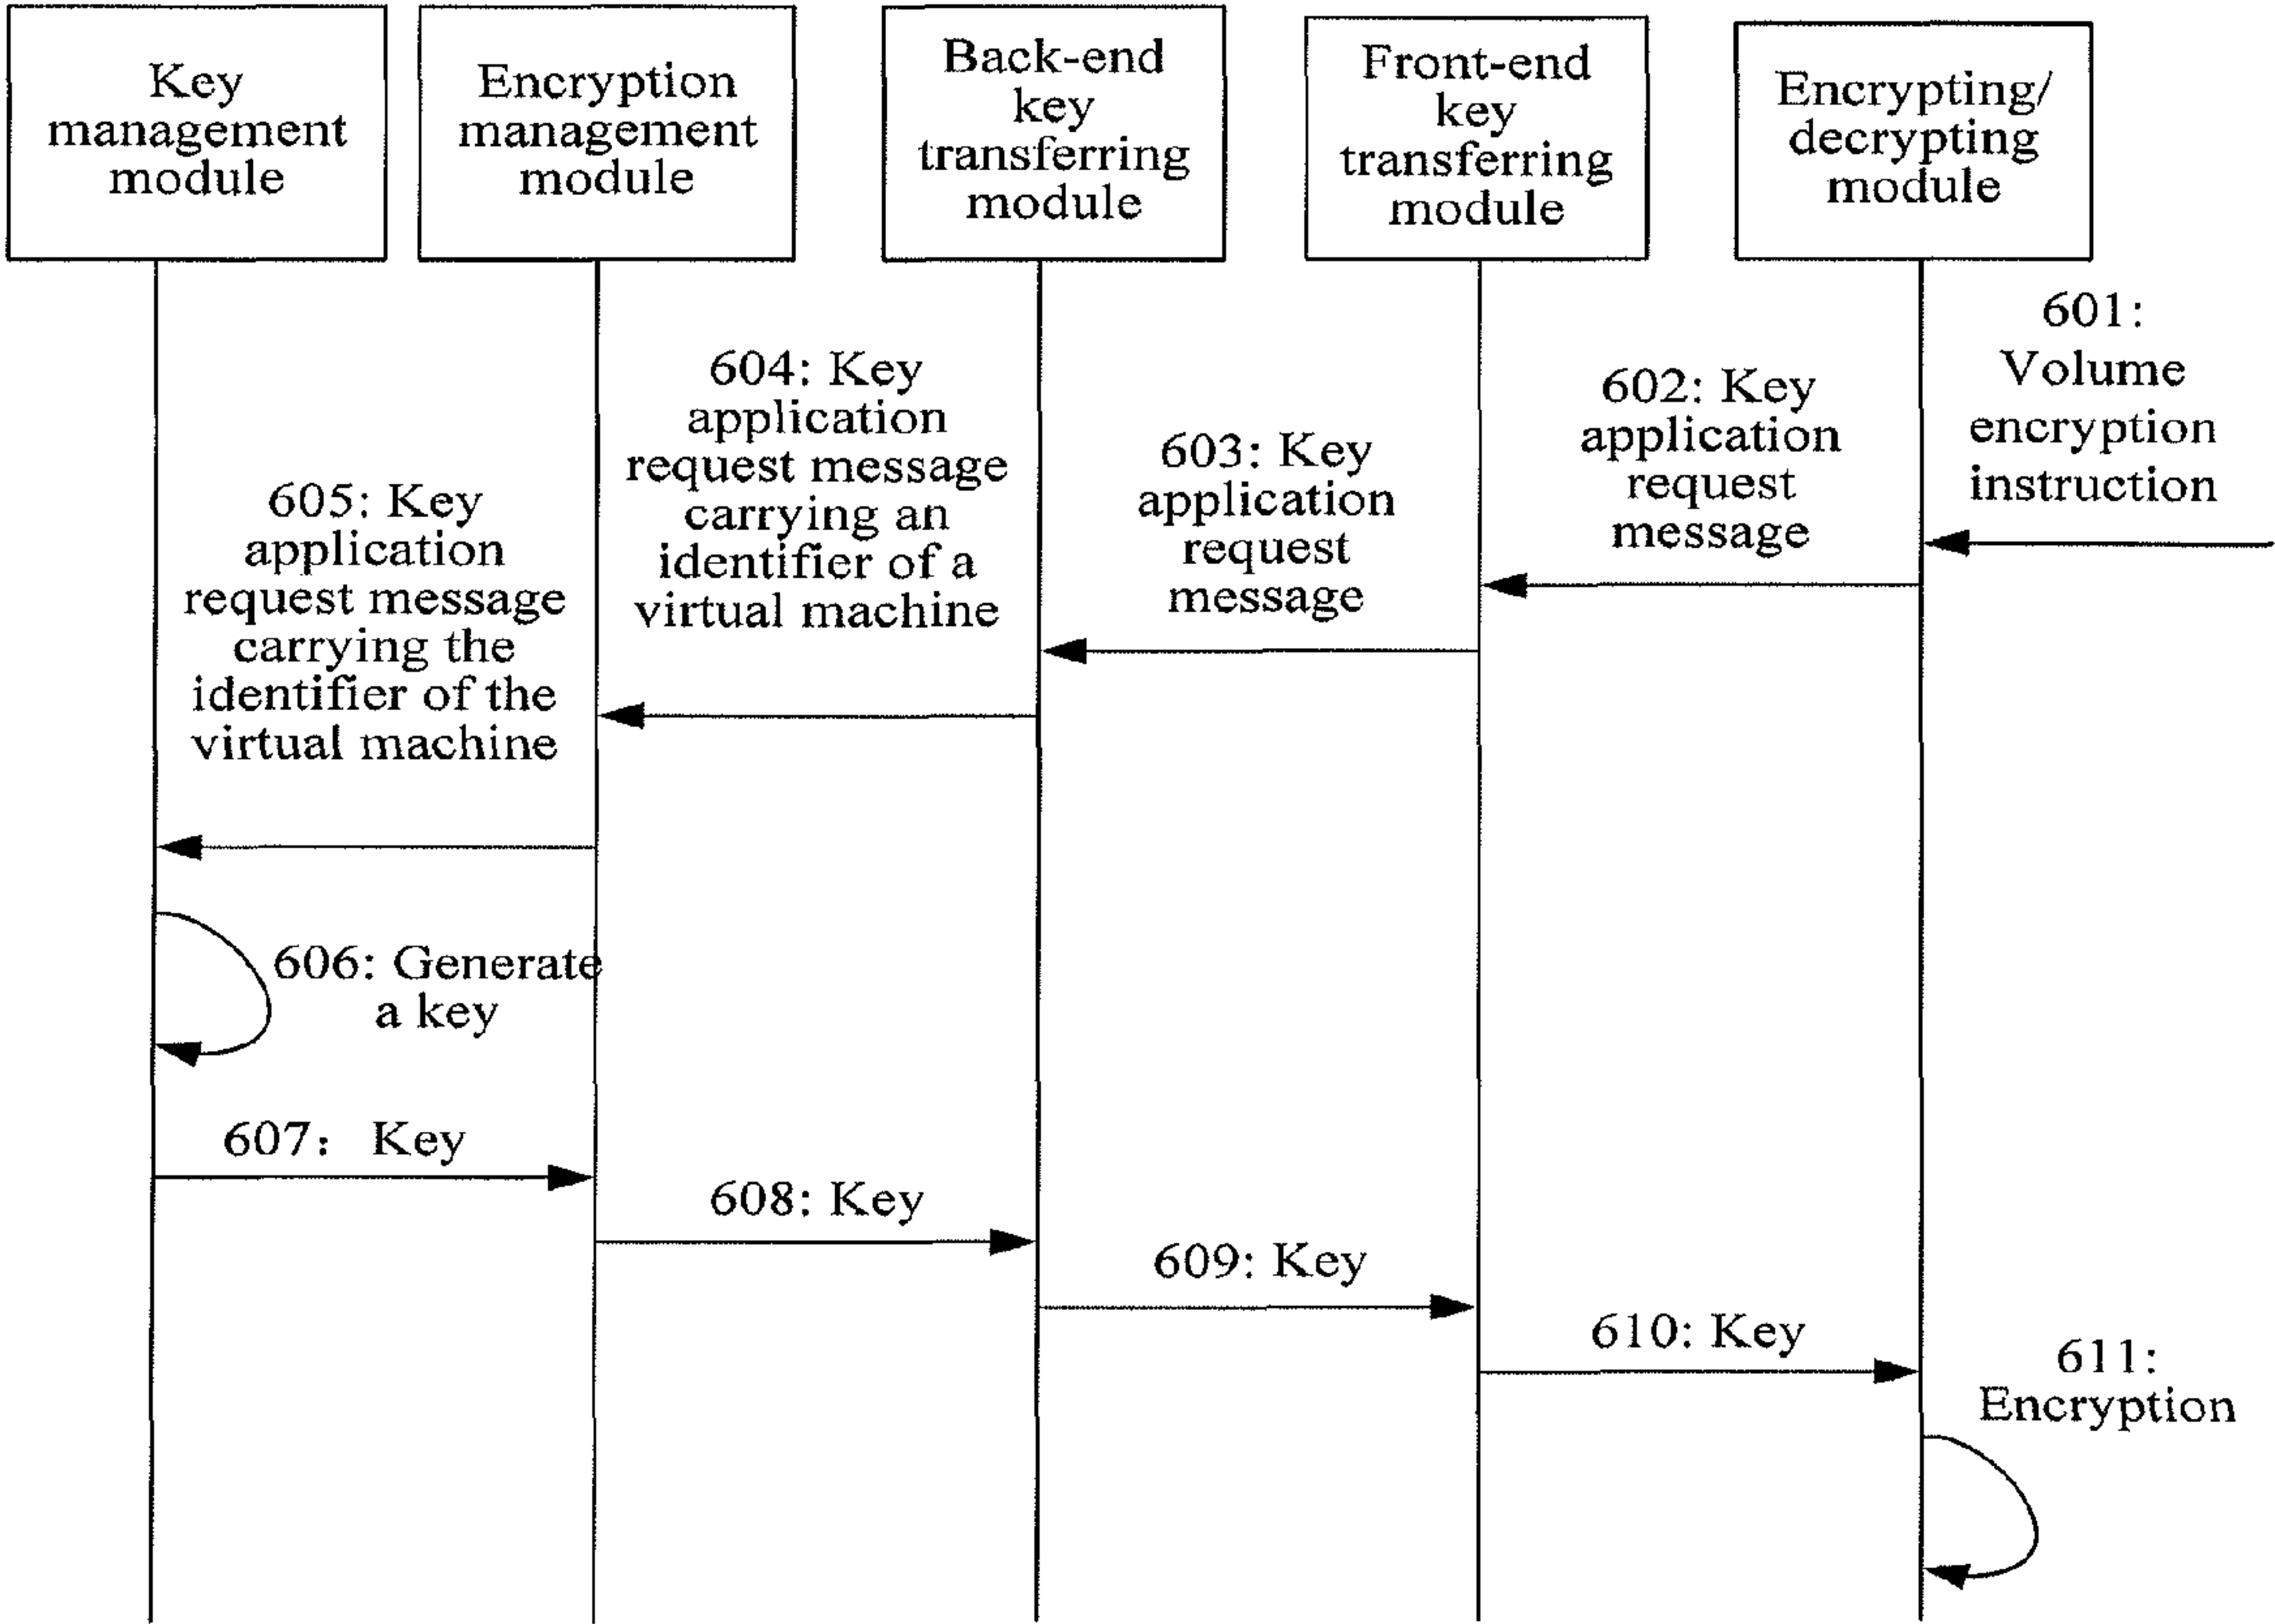 Key
management
module
Encryption
management
module
Back-end
key
transferring
module
Front-end
key
transferring
module
Encrypting/
decrypting
module
601:
Volume
encryption
instruction
602: Key
application
request
message
603: Key
application
request
message
604: Key
application
request message
carrying an
identifier of a
virtual machine
605: Key
application
request message
carrying the
identifier of the
virtual machine
606: Generate
a key
607: Key
608: Key
609: Key
610: Key
611:
Encryption